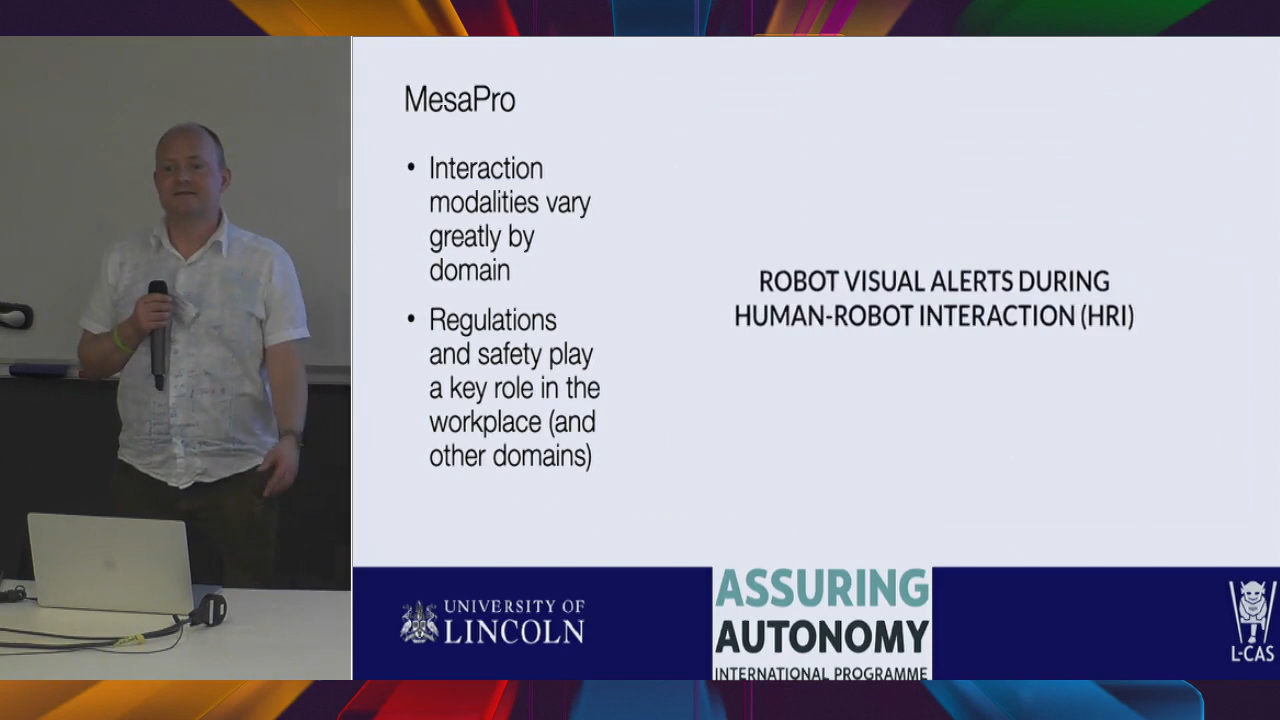 MesaPro
• Interaction
modalities vary
greatly by
domain
• Regulations
and safety play
a key role in the
workplace (and
other domains)
ROBOT VISUAL ALERTS DURING
HUMAN-ROBOT INTERACTION (HRI)
UNIVERSITY OF
LINCOLN
ASSURING
AUTONOMY
INTERNATIONAL PROGRAMME
L-CAS